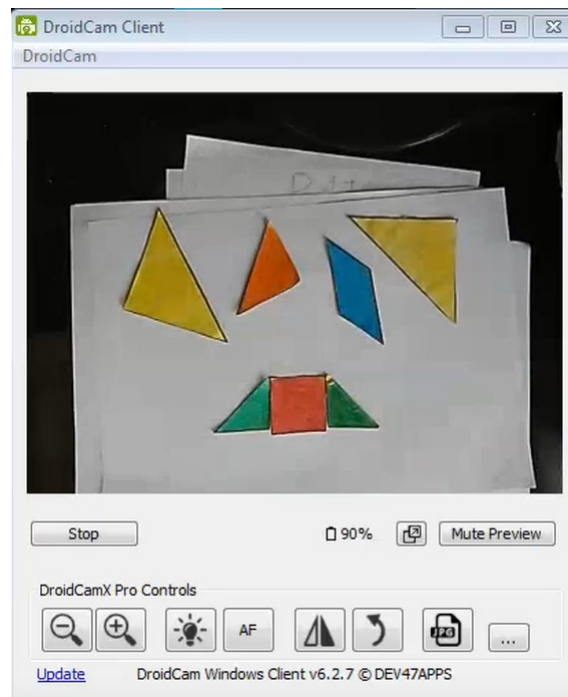 DroidCam Client
DroidCam
Stop
90%
Mute Preview
DroidCamX Pro Controls
AF
JPG
...
Update
DroidCam Windows Client v6.2.7 © DEV47APPS